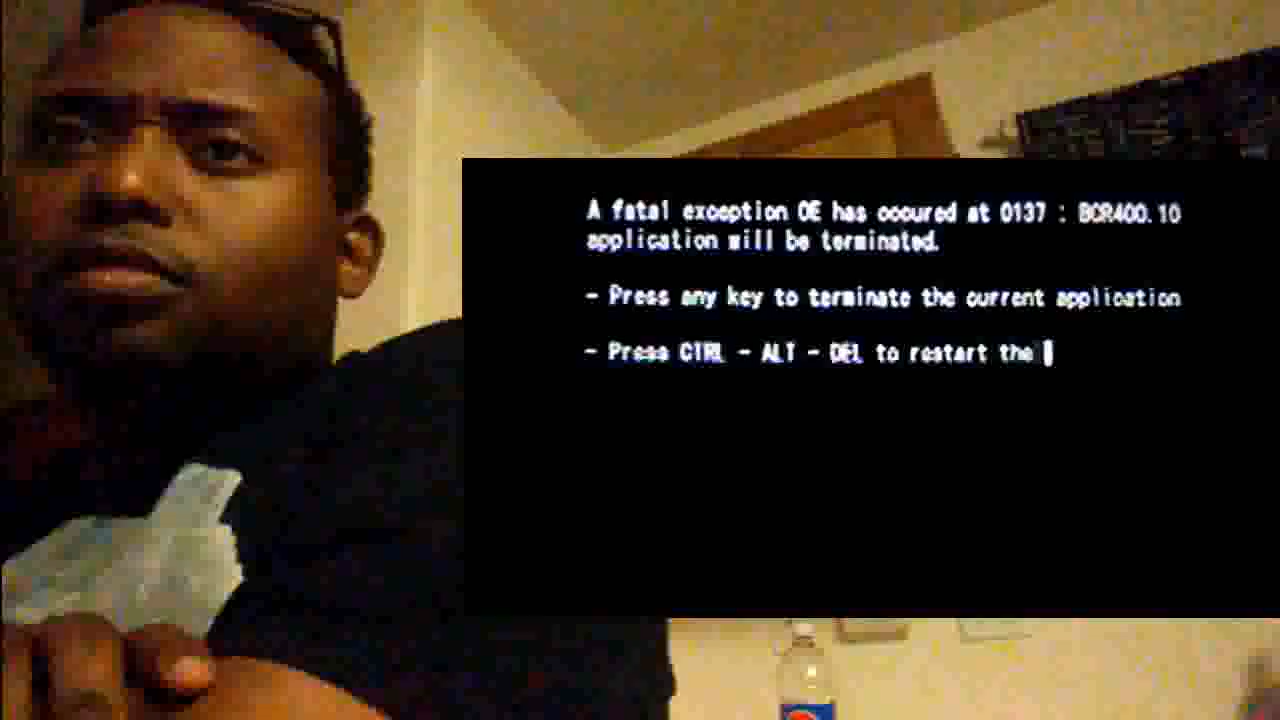 A fatal exception OE has occured at 0137 : BCR400.10
application will be terminated.
- Press any key to terminate the current application
- Press CTRL - ALT - DEL to restart the